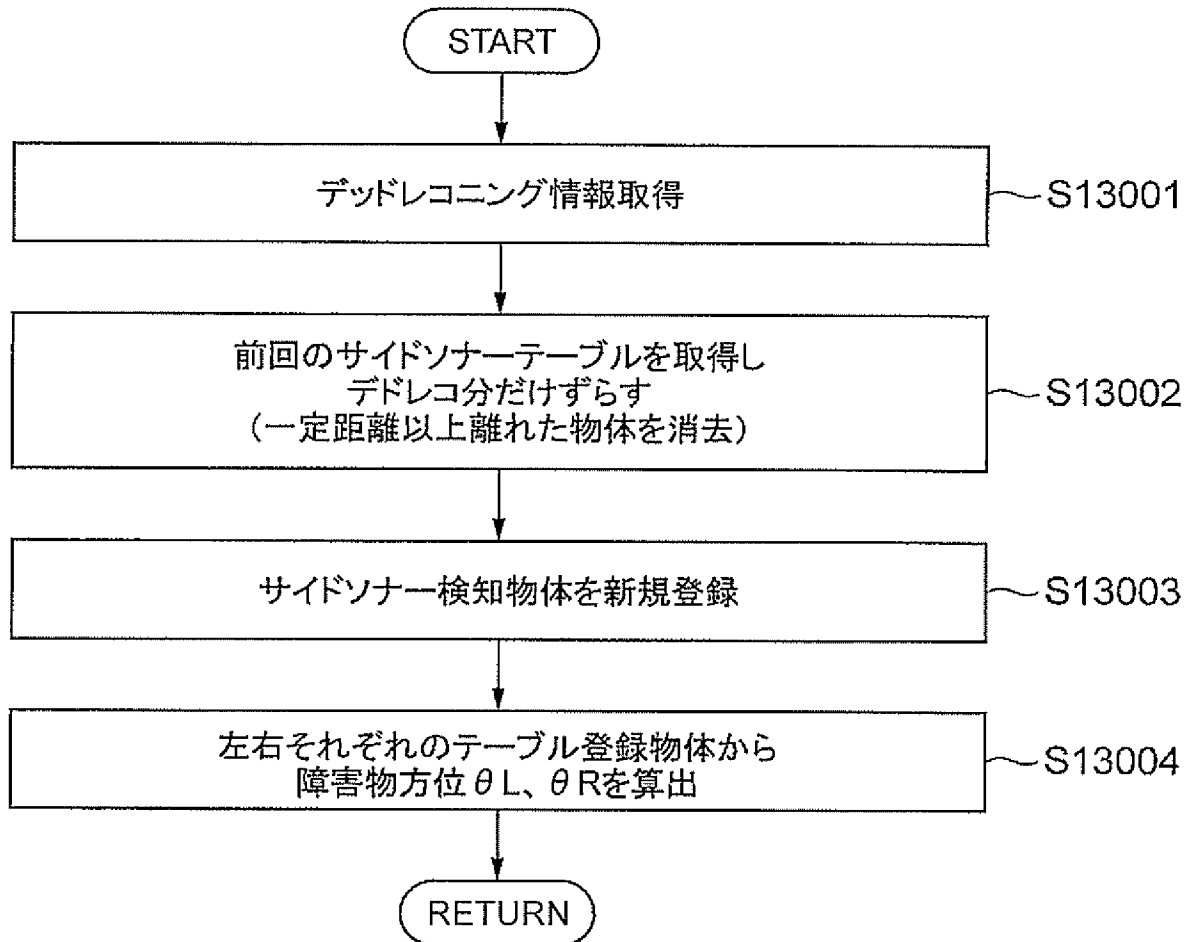 START
デッドレコニング情報取得
S13001
前回のサイドソナーテーブルを取得し
デドレコ分だけずらす
(一定距離以上離れた物体を消去)
S13002
サイドソナー検知物体を新規登録
S13003
左右それぞれのテーブル登録物体から
障害物方位θL、θRを算出
S13004
RETURN